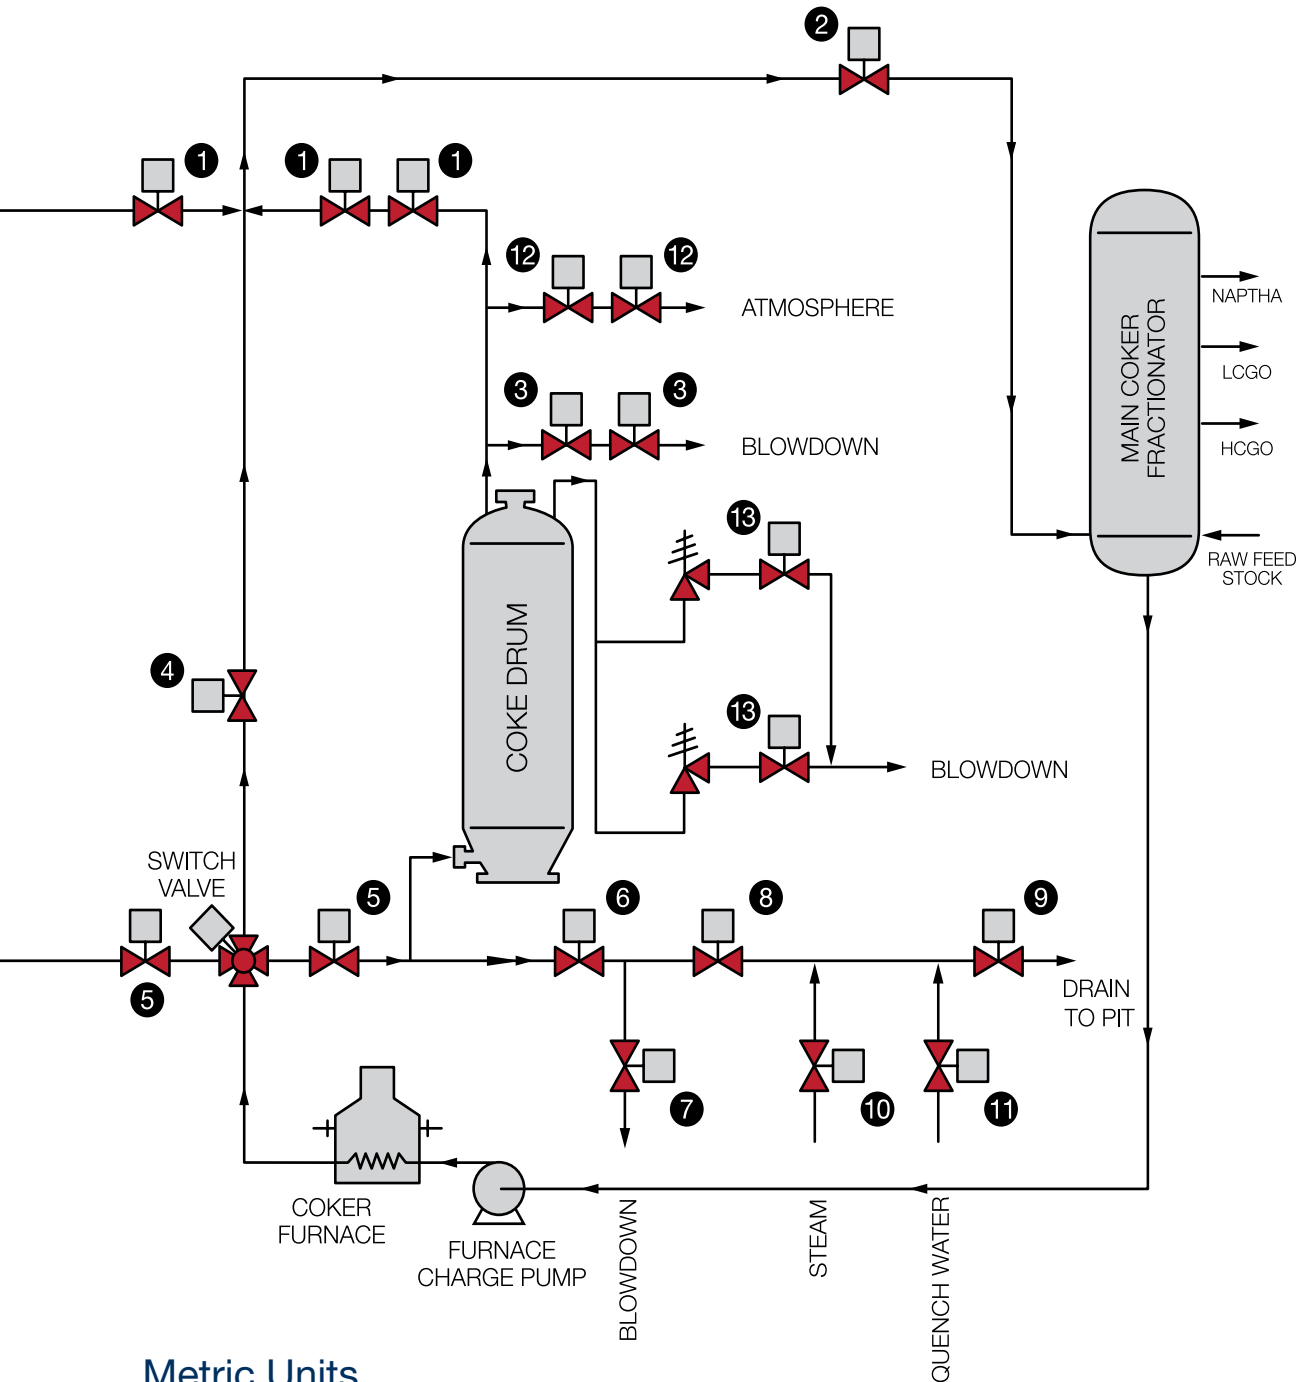 2
1
1
1
12
12
ATMOSPHERE
NAPTHA
LCGO
HCGO
MAIN COKER
FRACTIONATOR
3
3
BLOWDOWN
13
RAW FEED
STOCK
COKE DRUM
4
13
BLOWDOWN
SWITCH
VALVE
5
6
8
9
5
DRAIN
TO PIT
7
10
11
COKER
FURNACE
FURNACE
CHARGE PUMP
BLOWDOWN
STEAM
QUENCH WATER
Metric Units